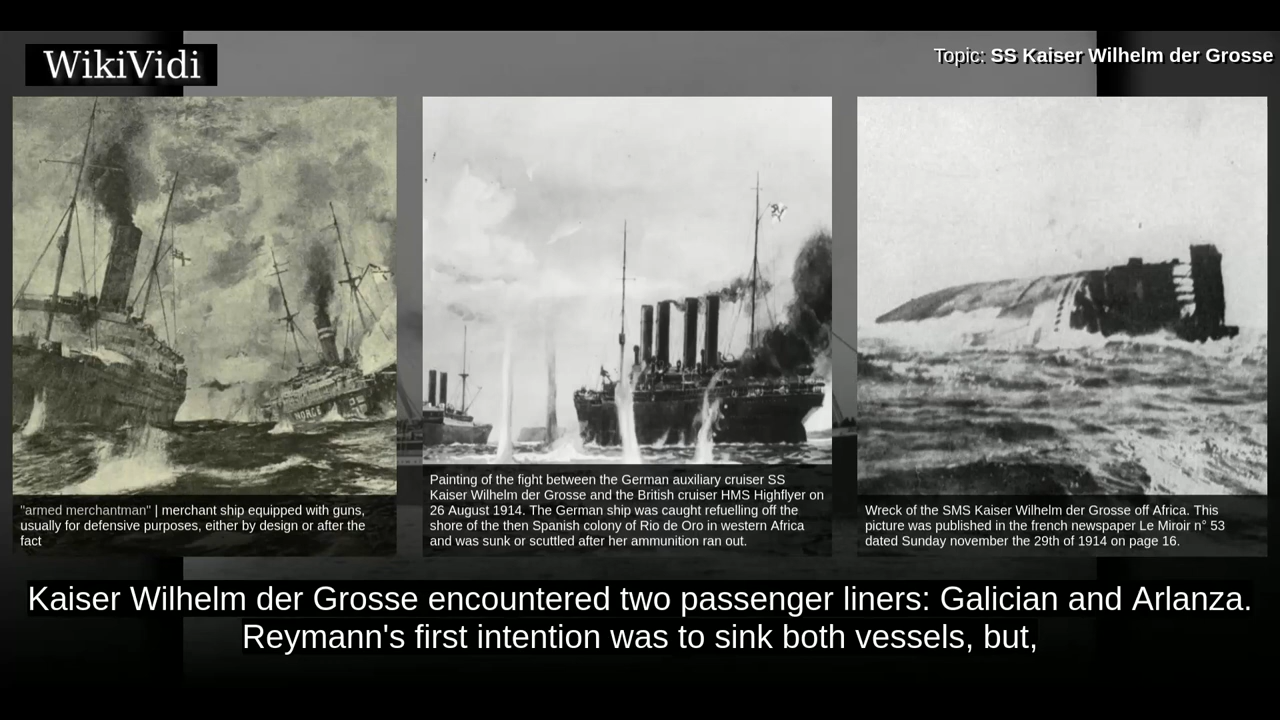 WikiVidi
Topic: SS Kaiser Wilhelm der Grosse
NORGE
"armed merchantman" | merchant ship equipped with guns,
usually for defensive purposes, either by design or after the
fact
Painting of the fight between the German auxiliary cruiser SS
Kaiser Wilhelm der Grosse and the British cruiser HMS Highflyer on
26 August 1914. The German ship was caught refuelling off the
shore of the then Spanish colony of Rio de Oro in western Africa
and was sunk or scuttled after her ammunition ran out.
Wreck of the SMS Kaiser Wilhelm der Grosse off Africa. This
picture was published in the french newspaper Le Miroir n° 53
dated Sunday november the 29th of 1914 on page 16.
Kaiser Wilhelm der Grosse encountered two passenger liners: Galician and Arlanza.
Reymann's first intention was to sink both vessels, but,